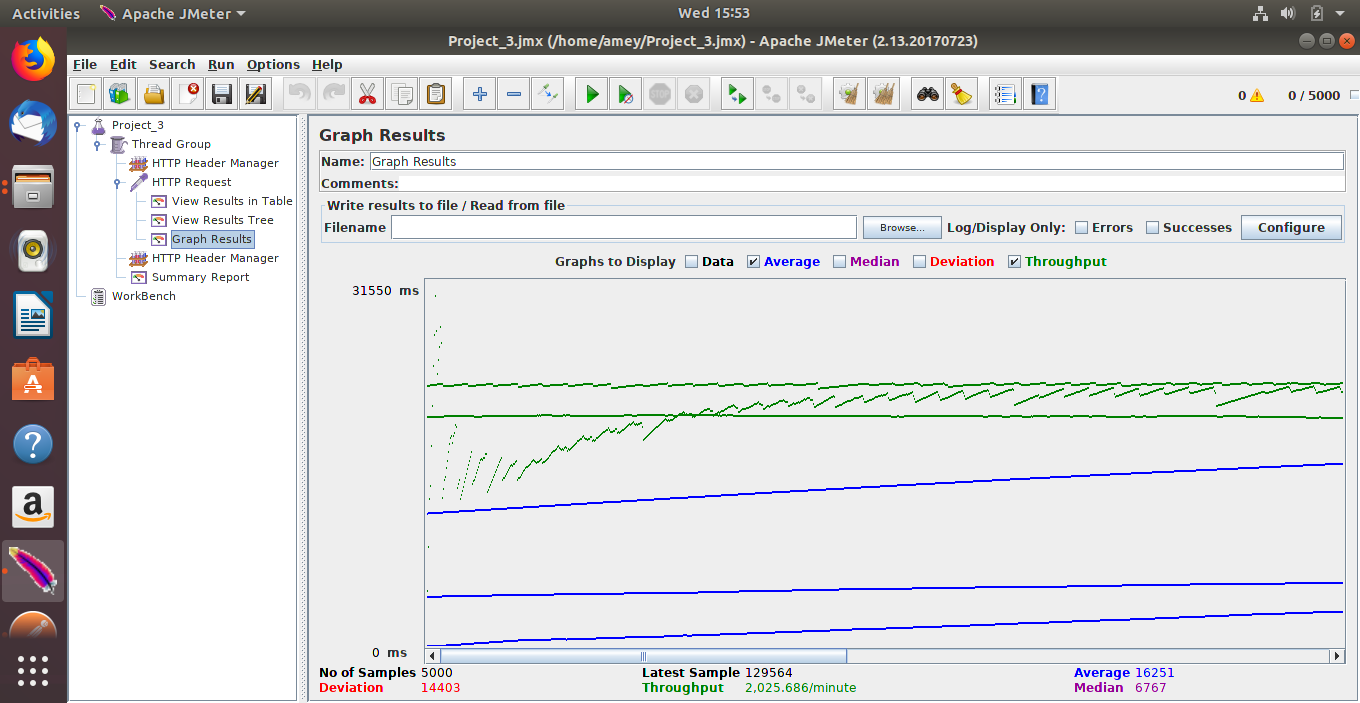 Activities Apache JMeter Wed 15:53
Project_3.jmx (/home/amey/Project_3.jmx) - Apache JMeter (2.13.20170723)
File Edit Search Run Options Help
STOP
0 0 / 5000
Project_3
Thread Group
HTTP Header Manager
HTTP Request
View Results in Table
View Results Tree
Graph Results
HTTP Header Manager
Summary Report
WorkBench
Graph Results
Name: Graph Results
Comments:
Write results to file / Read from file
Filename Browse... Log/Display Only: Errors Successes Configure
Graphs to Display Data Average Median Deviation Throughput
31550 ms
0 ms
No of Samples 5000 Latest Sample 129564 Average 16251
Deviation 14403 Throughput 2,025.686/minute Median 6767